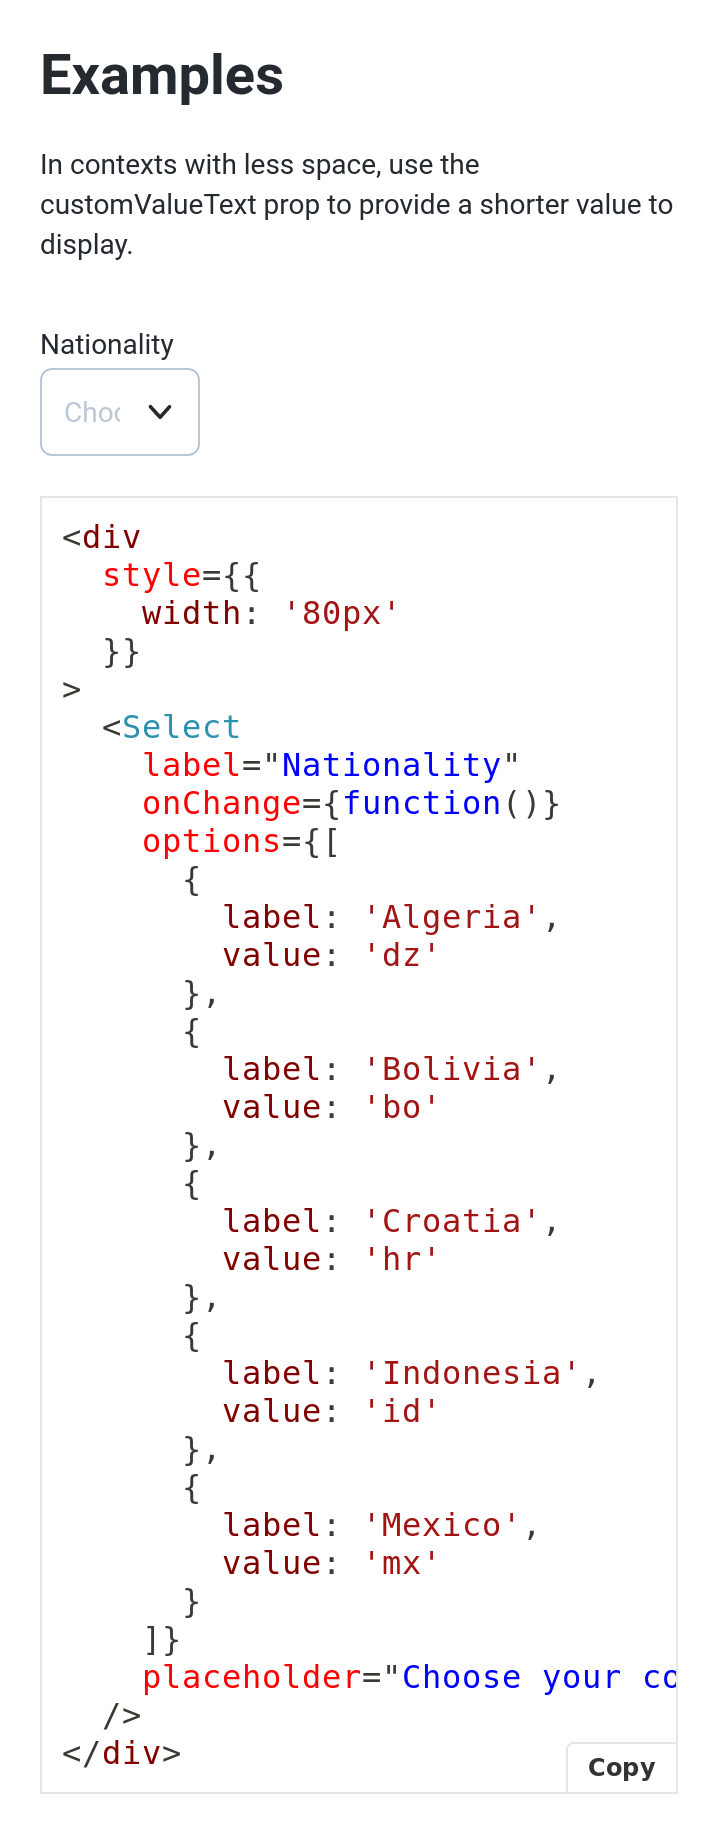 Examples
In contexts with less space, use the
customValueText prop to provide a shorter value to
display.
Nationality
<div
  style={{
    width: '80px'
  }}
>
  <Select
    label="Nationality"
    onChange={function()}
    options={[
      {
        label: 'Algeria',
        value: 'dz'
      },
      {
        label: 'Bolivia',
        value: 'bo'
      },
      {
        label: 'Croatia',
        value: 'hr'
      },
      {
        label: 'Indonesia',
        value: 'id'
      },
      {
        label: 'Mexico',
        value: 'mx'
      }
    ]}
    placeholder="Choose your
  />
</div>
Copy